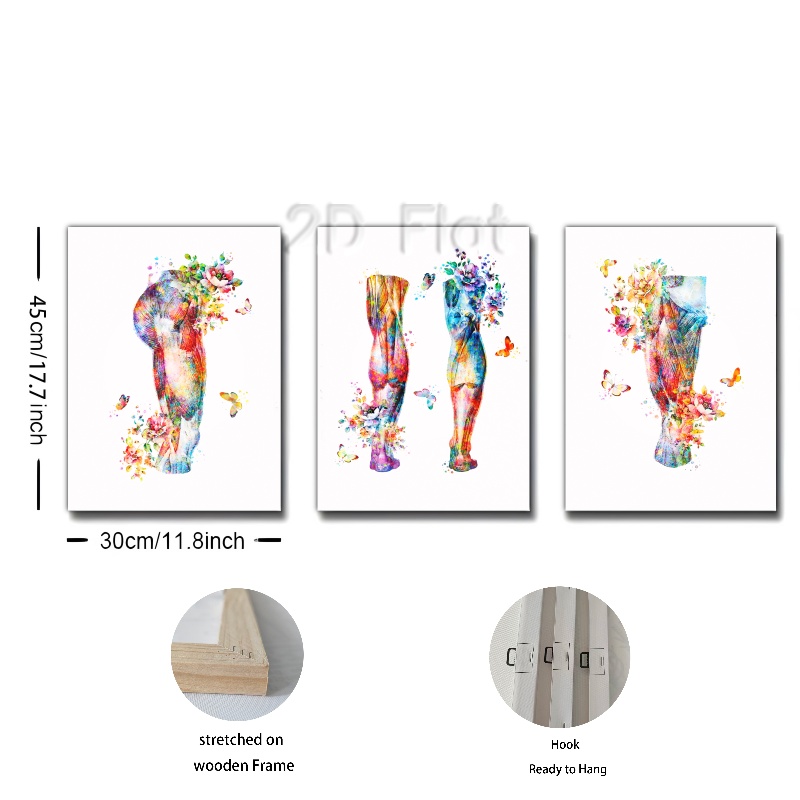 2D Flat
45cm/17.7inch
30cm/11.8inch
stretched on
wooden Frame
Hook
Ready to Hang